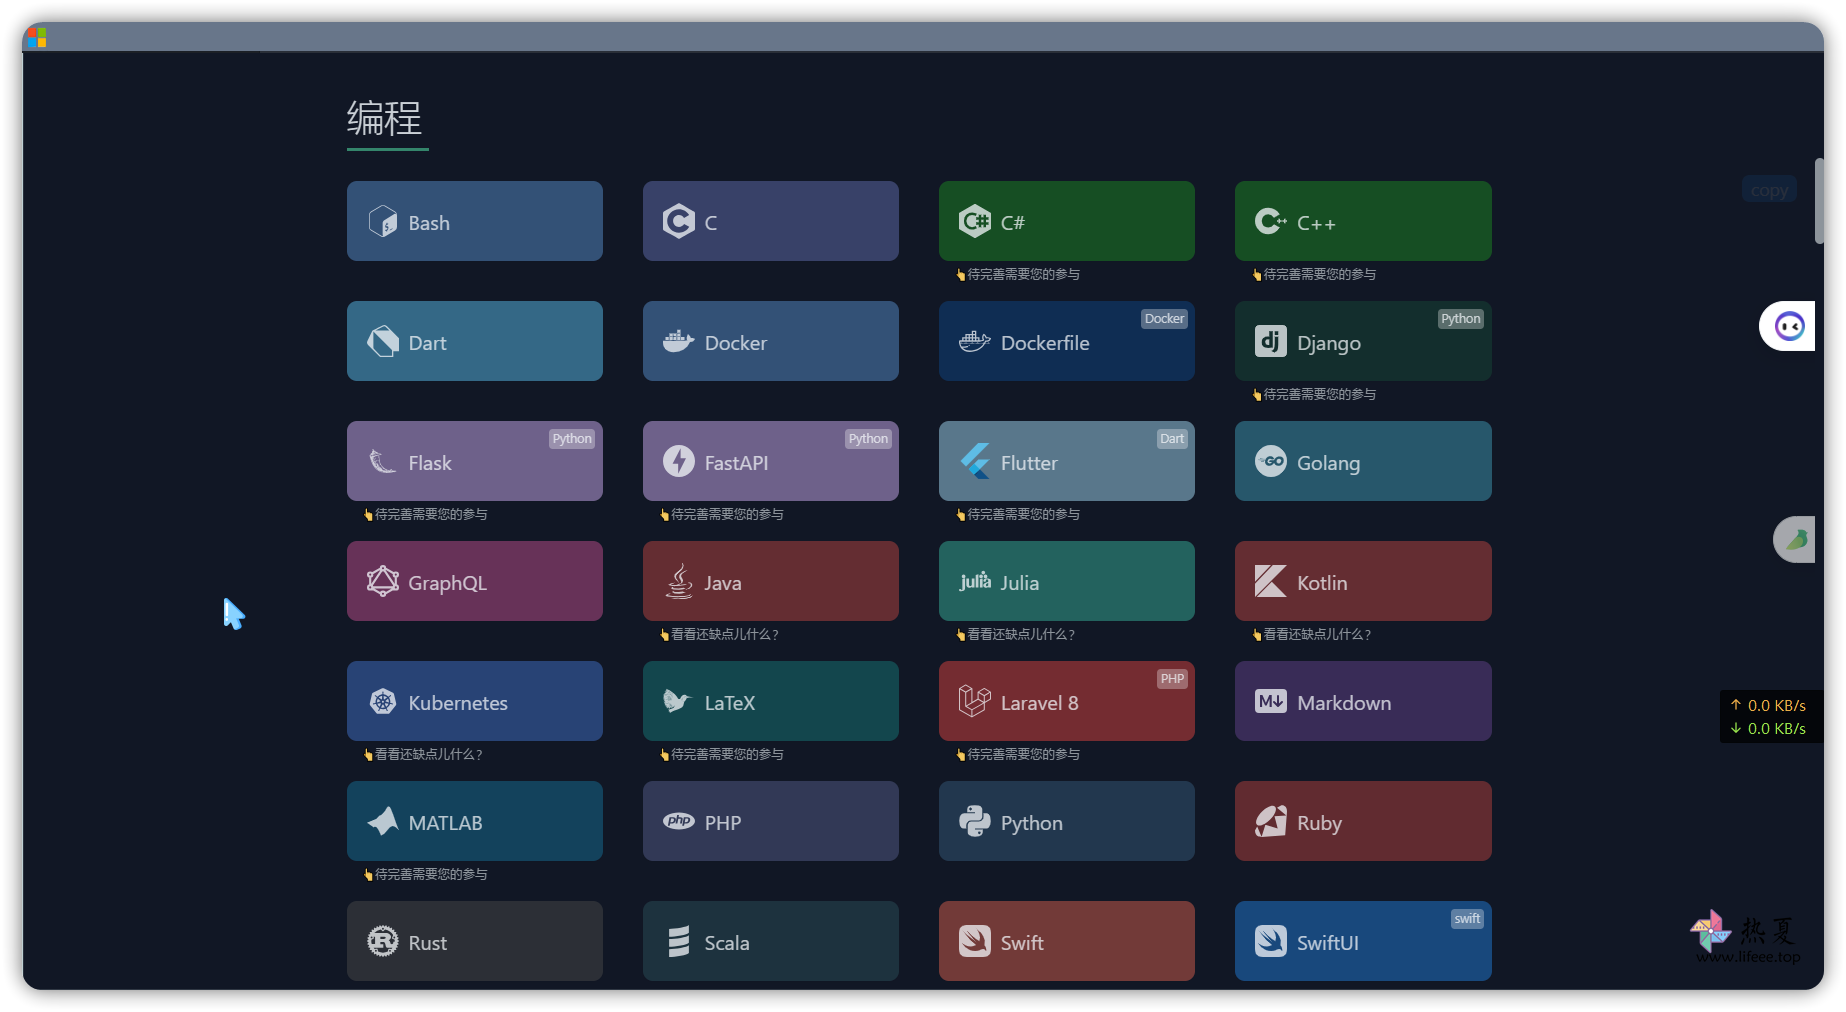 编程
copy
Bash
C
C#
C++
待完善需要您的参与
待完善需要您的参与
Dart
Docker
Docker
Dockerfile
Python
dj
Django
待完善需要您的参与
Python
Flask
Python
FastAPI
Dart
Flutter
GO
Golang
待完善需要您的参与
待完善需要您的参与
待完善需要您的参与
GraphQL
Java
julia
Julia
Kotlin
看看还缺点儿什么?
看看还缺点儿什么?
看看还缺点儿什么?
Kubernetes
LaTeX
PHP
Laravel 8
M↓
Markdown
↑ 0.0 KB/s
↓ 0.0 KB/s
看看还缺点儿什么?
待完善需要您的参与
待完善需要您的参与
MATLAB
php
PHP
Python
Ruby
待完善需要您的参与
R
Rust
Scala
Swift
swift
SwiftUI
热夏
www.lifeee.top